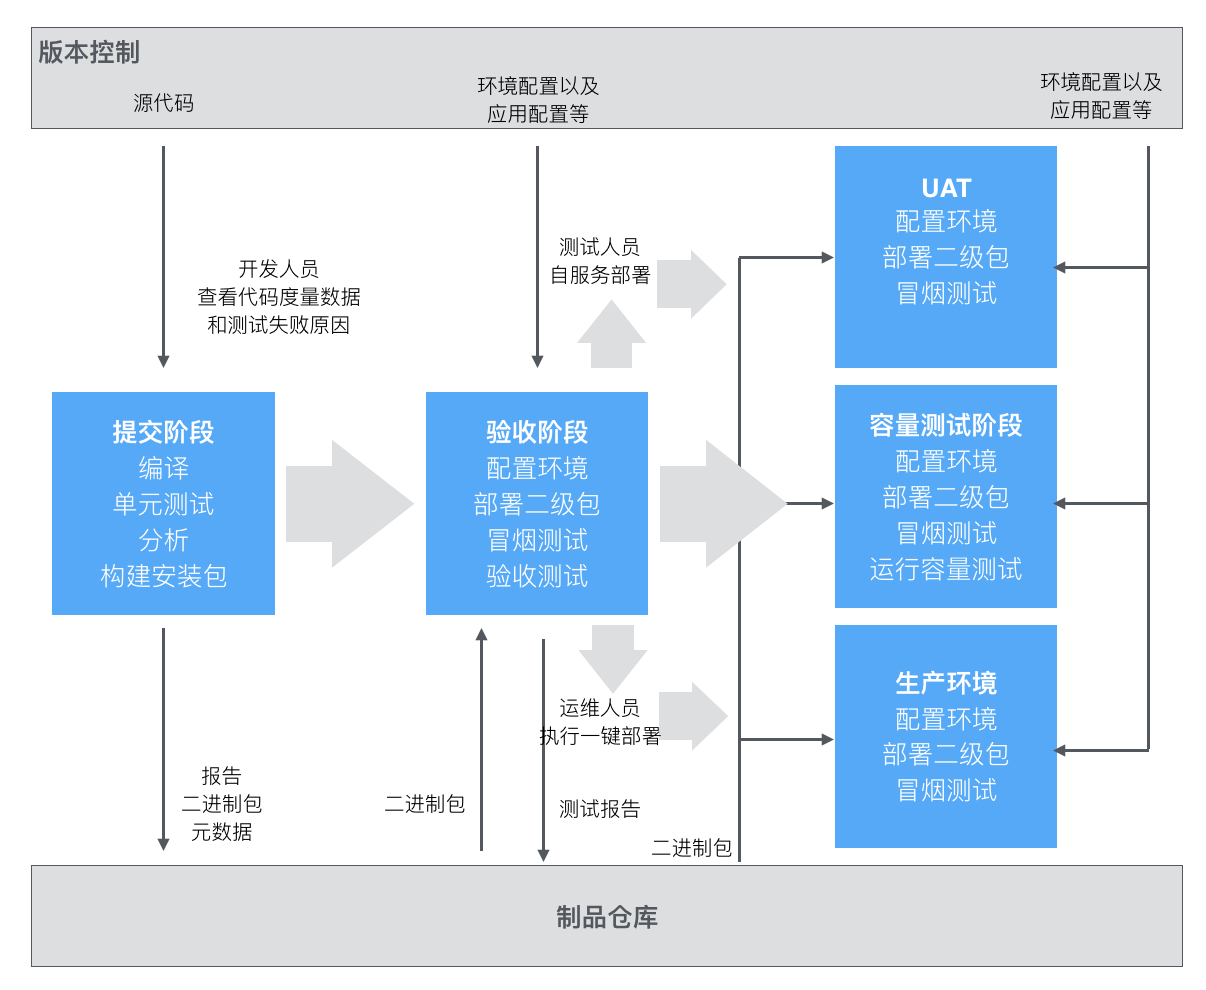 版本控制
源代码
环境配置以及
应用配置等
环境配置以及
应用配置等
开发人员
查看代码度量数据
和测试失败原因
测试人员
自服务部署
UAT
配置环境
部署二级包
冒烟测试
提交阶段
编译
单元测试
分析
构建安装包
验收阶段
配置环境
部署二级包
冒烟测试
验收测试
容量测试阶段
配置环境
部署二级包
冒烟测试
运行容量测试
生产环境
配置环境
部署二级包
冒烟测试
运维人员
执行一键部署
报告
二进制包
元数据
二进制包
测试报告
二进制包
制品仓库